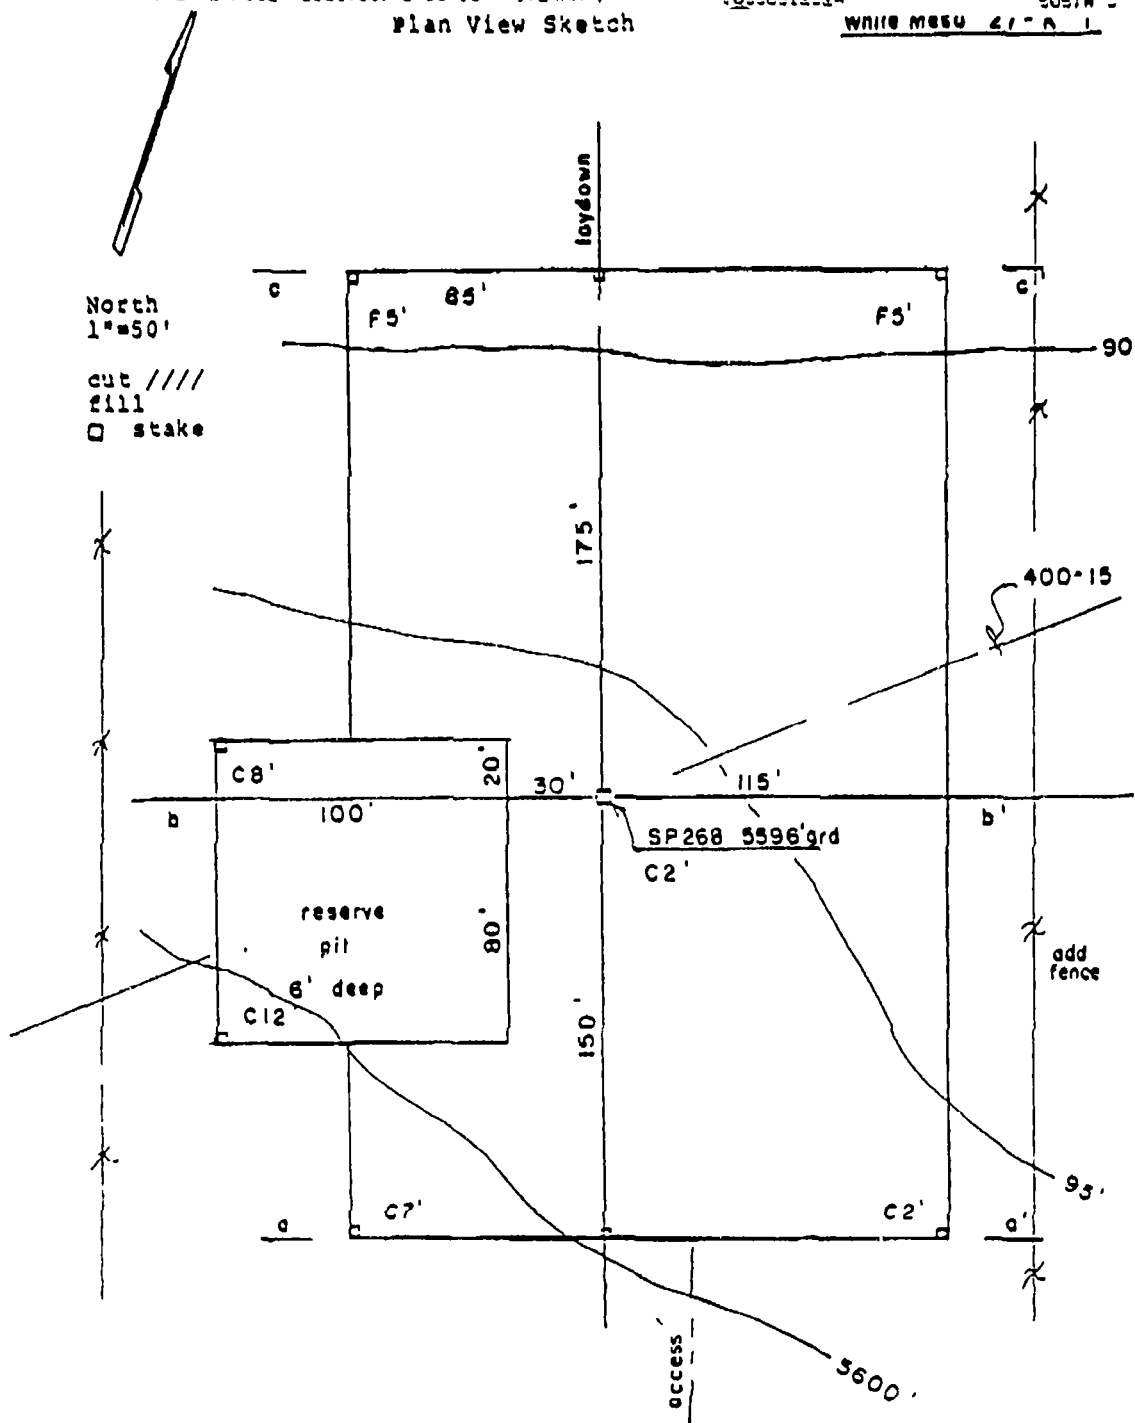 Plan View Sketch
White Mesa 27-K 1
laydown
c
c'
North
1"=50'
F5'
85'
F5'
90
cut ////
fill
stake
175'
400-15
C8'
20'
30'
115'
b
100'
b'
SP268 5596'grd
C2'
reserve
pit
80'
6' deep
add
fence
C12
150'
95'
C7'
C2'
a
a'
access
5600'